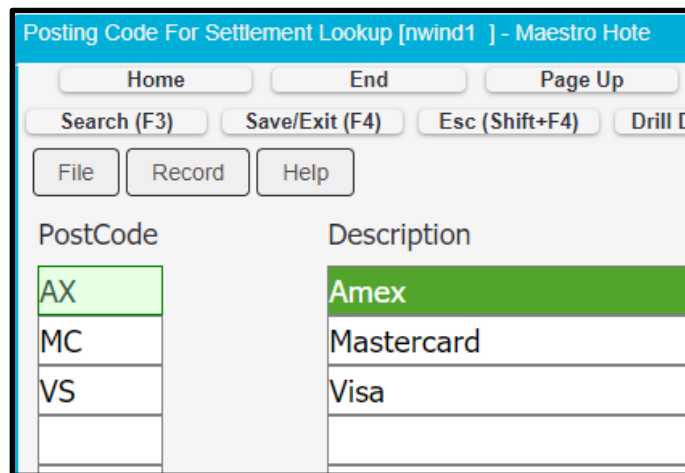 Posting Code For Settlement Lookup [nwind1 ] - Maestro Hote
Home End Page Up
Search (F3) Save/Exit (F4) Esc (Shift+F4) Drill
File Record Help
PostCode Description
AX Amex
MC Mastercard
VS Visa